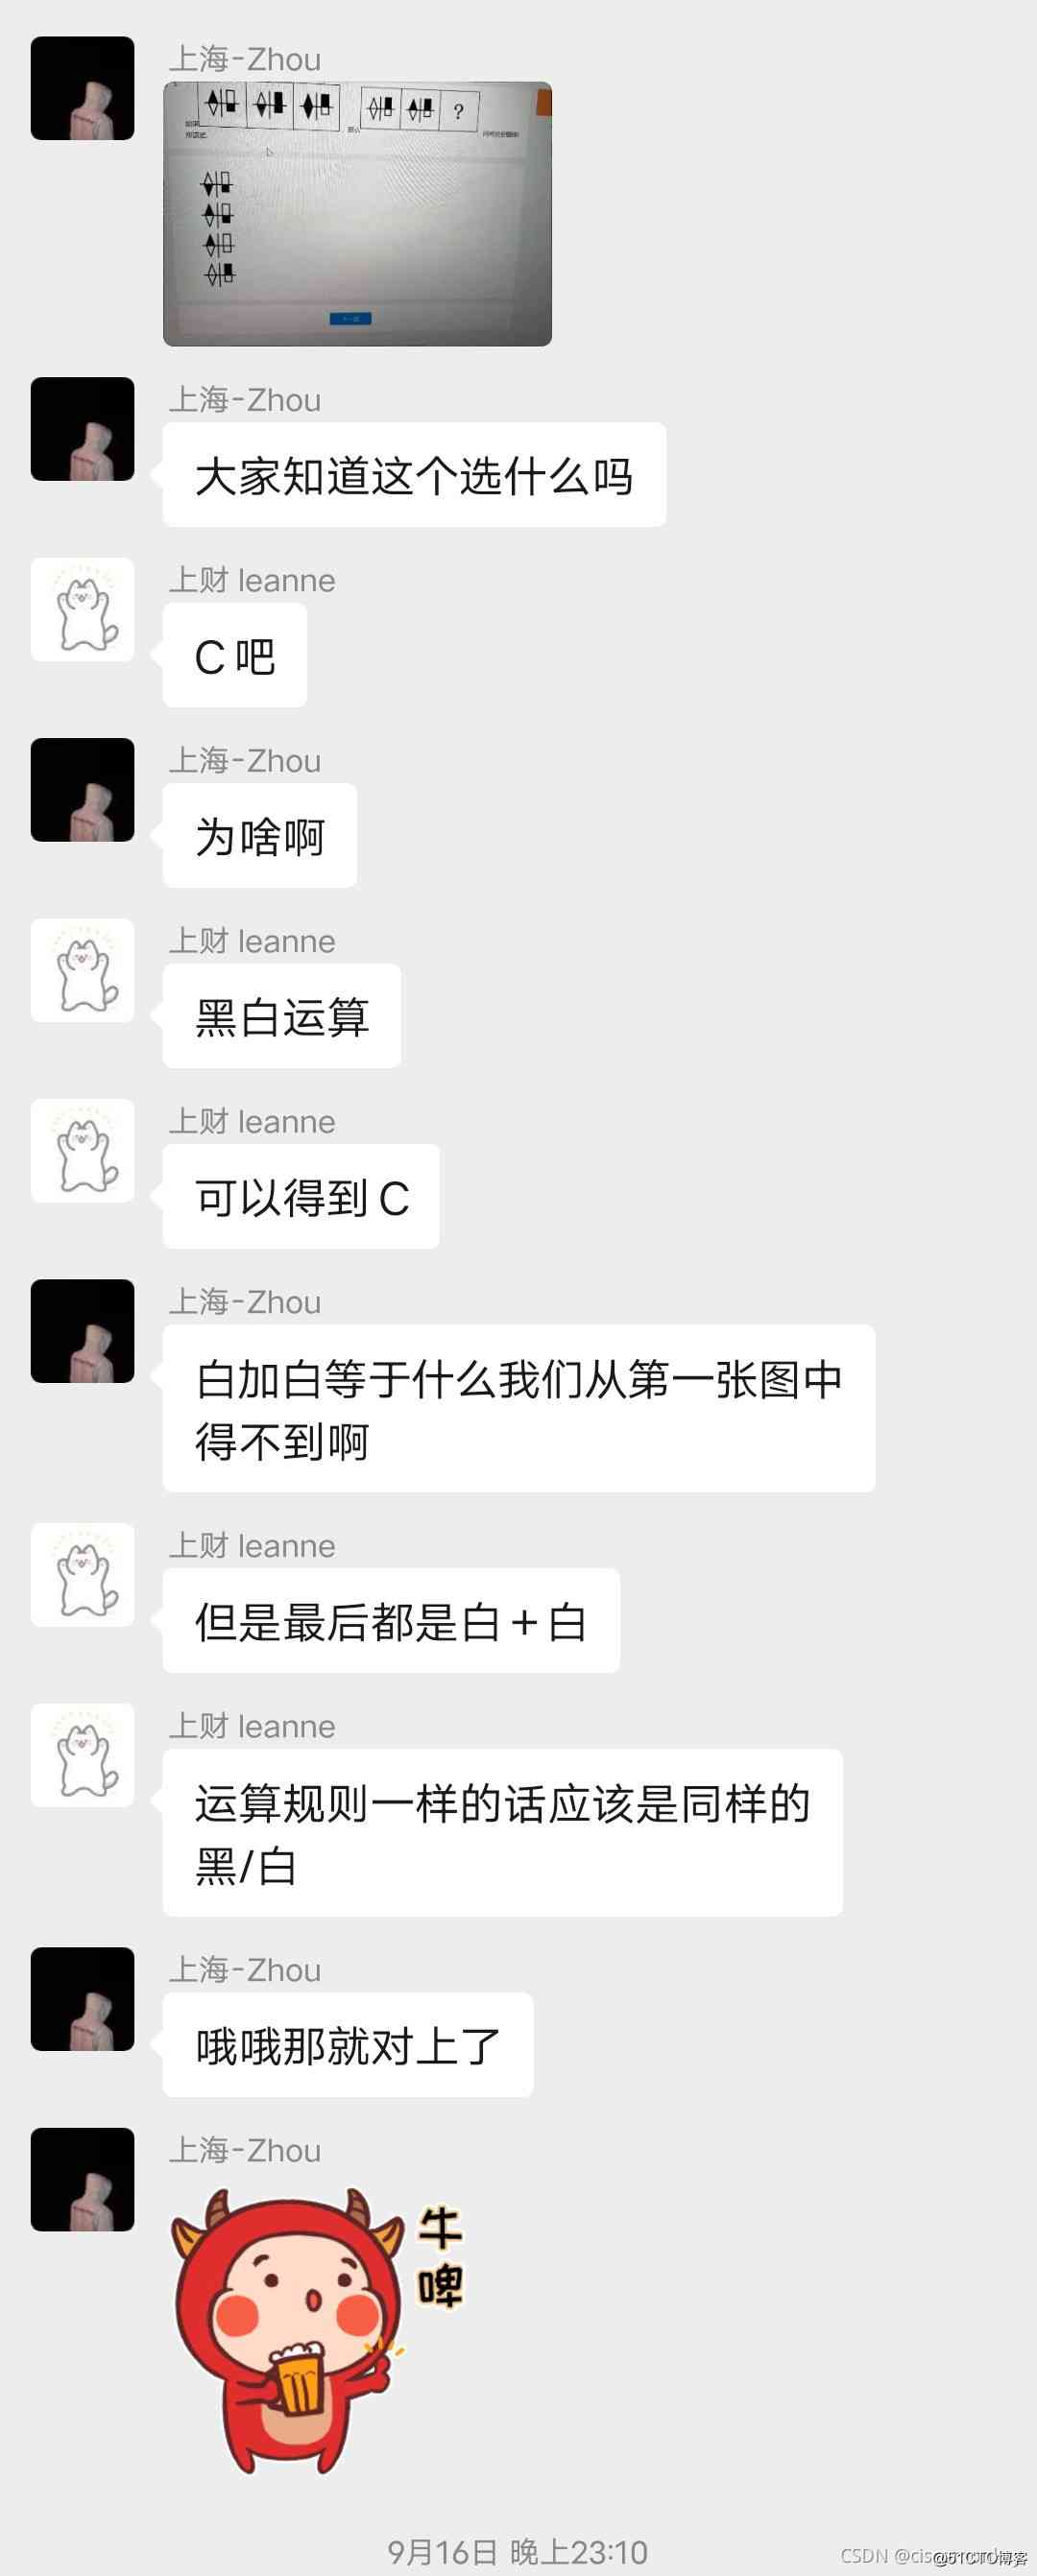 上海-Zhou
?
上海-Zhou
大家知道这个选什么吗
上财 leanne
C吧
上海-Zhou
为啥啊
上财 leanne
黑白运算
上财 leanne
可以得到C
上海-Zhou
白加白等于什么我们从第一张图中
得不到啊
上财 leanne
但是最后都是白+白
上财 leanne
运算规则一样的话应该是同样的
黑/白
上海-Zhou
哦哦那就对上了
上海-Zhou
牛
啤
9月16日 晚上23:10
@51CTO博客